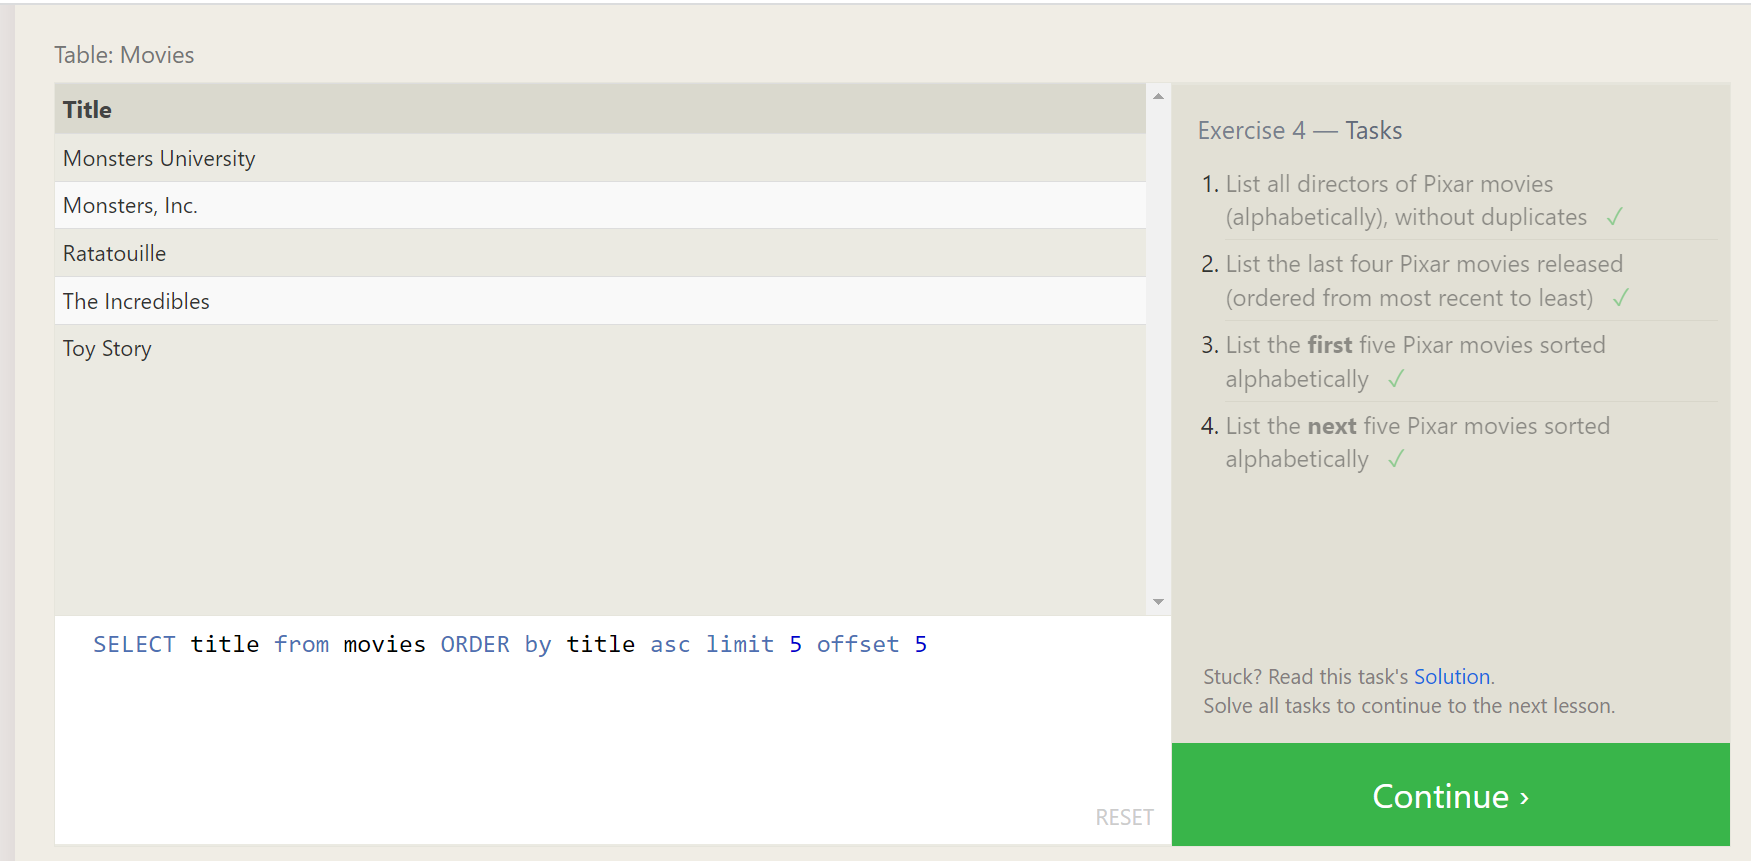 Table: Movies
Title
Monsters University
Monsters, Inc.
Ratatouille
The Incredibles
Toy Story
SELECT title from movies ORDER by title asc limit 5 offset 5
RESET
Exercise 4 — Tasks
1. List all directors of Pixar movies
(alphabetically), without duplicates ✓
2. List the last four Pixar movies released
(ordered from most recent to least) ✓
3. List the first five Pixar movies sorted
alphabetically ✓
4. List the next five Pixar movies sorted
alphabetically ✓
Stuck? Read this task's Solution.
Solve all tasks to continue to the next lesson.
Continue ›